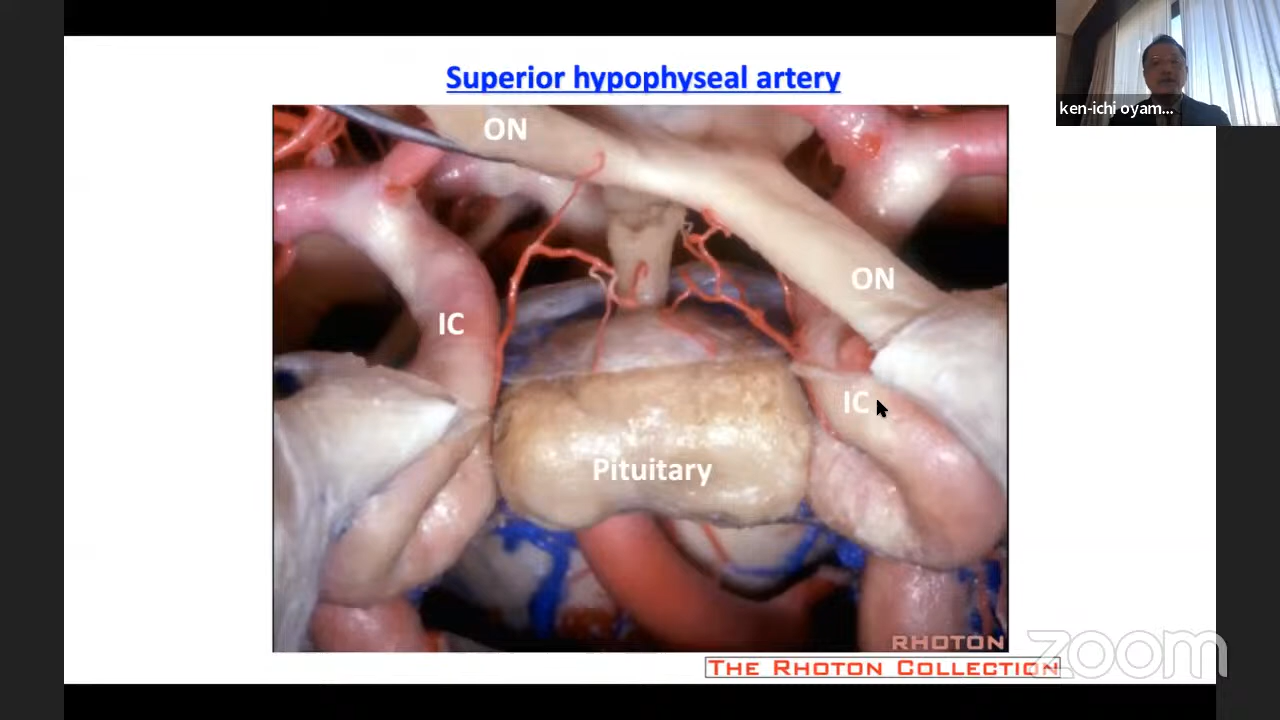 Superior hypophyseal artery
ken-ichi oyam...
ON
ON
IC
IC
Pituitary
RHOTON
THE RHOTON COLLECTION
zoom